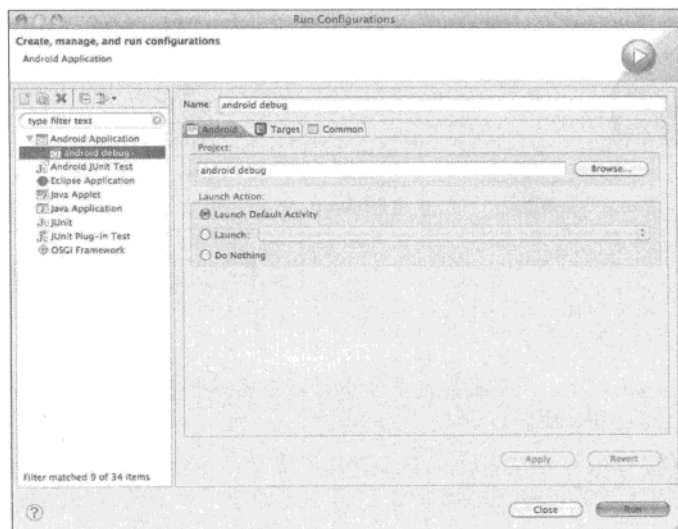 Run Configurations
Create, manage, and run configurations
Android Application
type filter text
Android Application
android debug
Android JUnit Test
Eclipse Application
Java Applet
Java Application
JUnit
JUnit Plug-in Test
OSGi Framework
Filter matched 9 of 34 items
Name: android debug
Android
Target
Common
Project:
android debug
Browse...
Launch Action:
Launch Default Activity
Launch:
Do Nothing
Apply
Revert
Close
Run